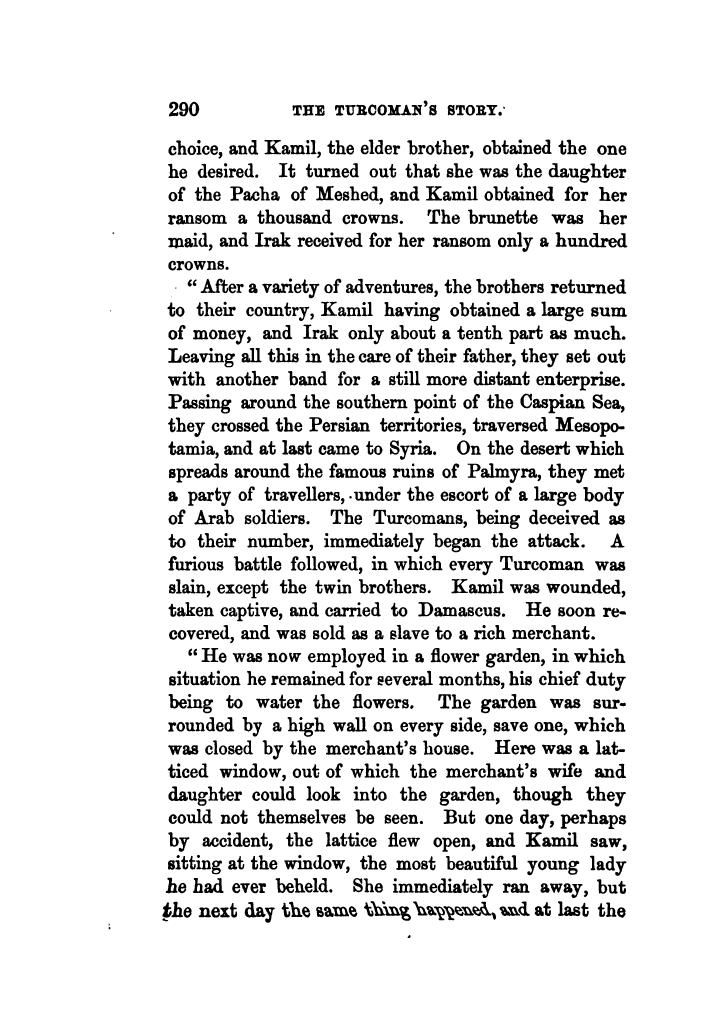 290 THE TURCOMAN'S STORY.
choice, and Kamil, the elder brother, obtained the one
he desired. It turned out that she was the daughter
of the Pacha of Meshed, and Kamil obtained for her
ransom a thousand crowns. The brunette was her
maid, and Irak received for her ransom only a hundred
crowns.
“After a variety of adventures, the brothers returned
to their country, Kamil having obtained a large sum
of money, and Irak only about a tenth part as much.
Leaving all this in the care of their father, they set out
with another band for a still more distant enterprise.
Passing around the southern point of the Caspian Sea,
they crossed the Persian territories, traversed Mesopo-
tamia, and at last came to Syria. On the desert which
spreads around the famous ruins of Palmyra, they met
a party of travellers, under the escort of a large body
of Arab soldiers. The Turcomans, being deceived as
to their number, immediately began the attack. A
furious battle followed, in which every Turcoman was
slain, except the twin brothers. Kamil was wounded,
taken captive, and carried to Damascus. He soon re-
covered, and was sold as a slave to a rich merchant.
“He was now employed in a flower garden, in which
situation he remained for several months, his chief duty
being to water the flowers. The garden was sur-
rounded by a high wall on every side, save one, which
was closed by the merchant's house. Here was a lat-
ticed window, out of which the merchant's wife and
daughter could look into the garden, though they
could not themselves be seen. But one day, perhaps
by accident, the lattice flew open, and Kamil saw,
sitting at the window, the most beautiful young lady
he had ever beheld. She immediately ran away, but
the next day the same thing happened, and at last the